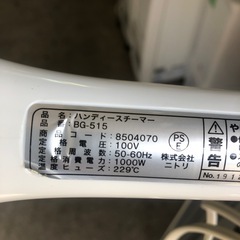 品名：ハンディースチーマー
品番：BG-515
商品コード：8504070
定格電圧：100V
定格周波数：50-60Hz
定格消費電力：1000W
温度ヒューズ：229℃
PS
E
株式会社
ニトリ
警告